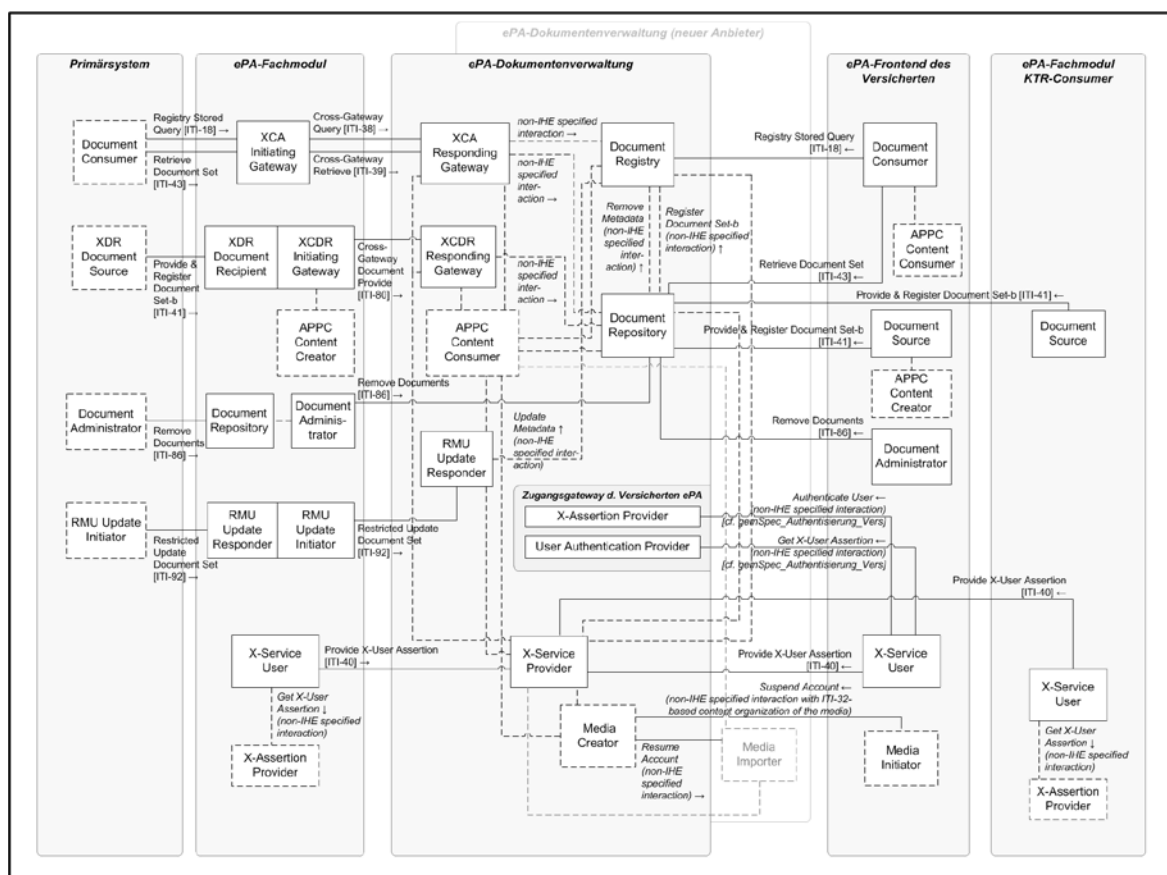 ePA-Dokumentenverwaltung (neuer Anbieter)
Primärsystem
ePA-Fachmodul
ePA-Dokumentenverwaltung
ePA-Frontend des
Versicherten
ePA-Fachmodul
KTR-Consumer
Document
Consumer
Registry Stored
Query [ITI-18] →
Retrieve
Document Set
[ITI-43] →
XCA
Initiating
Gateway
Cross-Gateway
Query [ITI-38] →
Cross-Gateway
Retrieve [ITI-39] →
XCA
Responding
Gateway
non-IHE specified
interaction →
non-IHE
specified
inter-
action →
Document
Registry
Registry Stored Query
[ITI-18] ←
Document
Consumer
APPC
Content
Consumer
XDR
Document
Source
Provide &
Register
Document
Set-b
[ITI-41] →
XDR
Document
Recipient
XCDR
Initiating
Gateway
Cross-
Gateway
Document
Provide
[ITI-80] →
XCDR
Responding
Gateway
non-IHE
specified
inter-
action →
Remove
Metadata
(non-IHE
specified
inter-
action) ↑
Register
Document Set-b
(non-IHE specified
interaction) ↑
Retrieve Document Set
[ITI-43] ←
Provide & Register Document Set-b [ITI-41] ←
APPC
Content
Creator
APPC
Content
Consumer
Document
Repository
Provide & Register Document Set-b
[ITI-41] ←
Document
Source
Document
Source
APPC
Content
Creator
Document
Administrator
Remove
Documents
[ITI-86] →
Document
Repository
Document
Adminis-
trator
Remove Documents
[ITI-86] →
Update
Metadata ↑
(non-IHE
specified inter-
action)
RMU
Update
Responder
Remove Documents
[ITI-86] ←
Document
Administrator
Zugangsgateway d. Versicherten ePA
X-Assertion Provider
User Authentication Provider
Authenticate User ←
(non-IHE specified interaction)
[cf. gemSpec_Authentisierung_Vers]
Get X-User Assertion ←
(non-IHE specified interaction)
[cf. gemSpec_Authentisierung_Vers]
RMU Update
Initiator
Restricted
Update
Document Set
[ITI-92] →
RMU
Update
Responder
RMU
Update
Initiator
Restricted Update
Document Set
[ITI-92] →
Provide X-User Assertion
[ITI-40] ←
X-Service
User
Provide X-User Assertion
[ITI-40] →
X-Service
Provider
Provide X-User Assertion
[ITI-40] ←
X-Service
User
X-Service
User
Get X-User
Assertion ↓
(non-IHE specified
interaction)
X-Assertion
Provider
Suspend Account ←
(non-IHE specified interaction with ITI-32-
based content organization of the media)
Media
Creator
Resume
Account
(non-IHE
specified
interaction) →
Media
Importer
Media
Initiator
Get X-User
Assertion ↓
(non-IHE specified
interaction)
X-Assertion
Provider